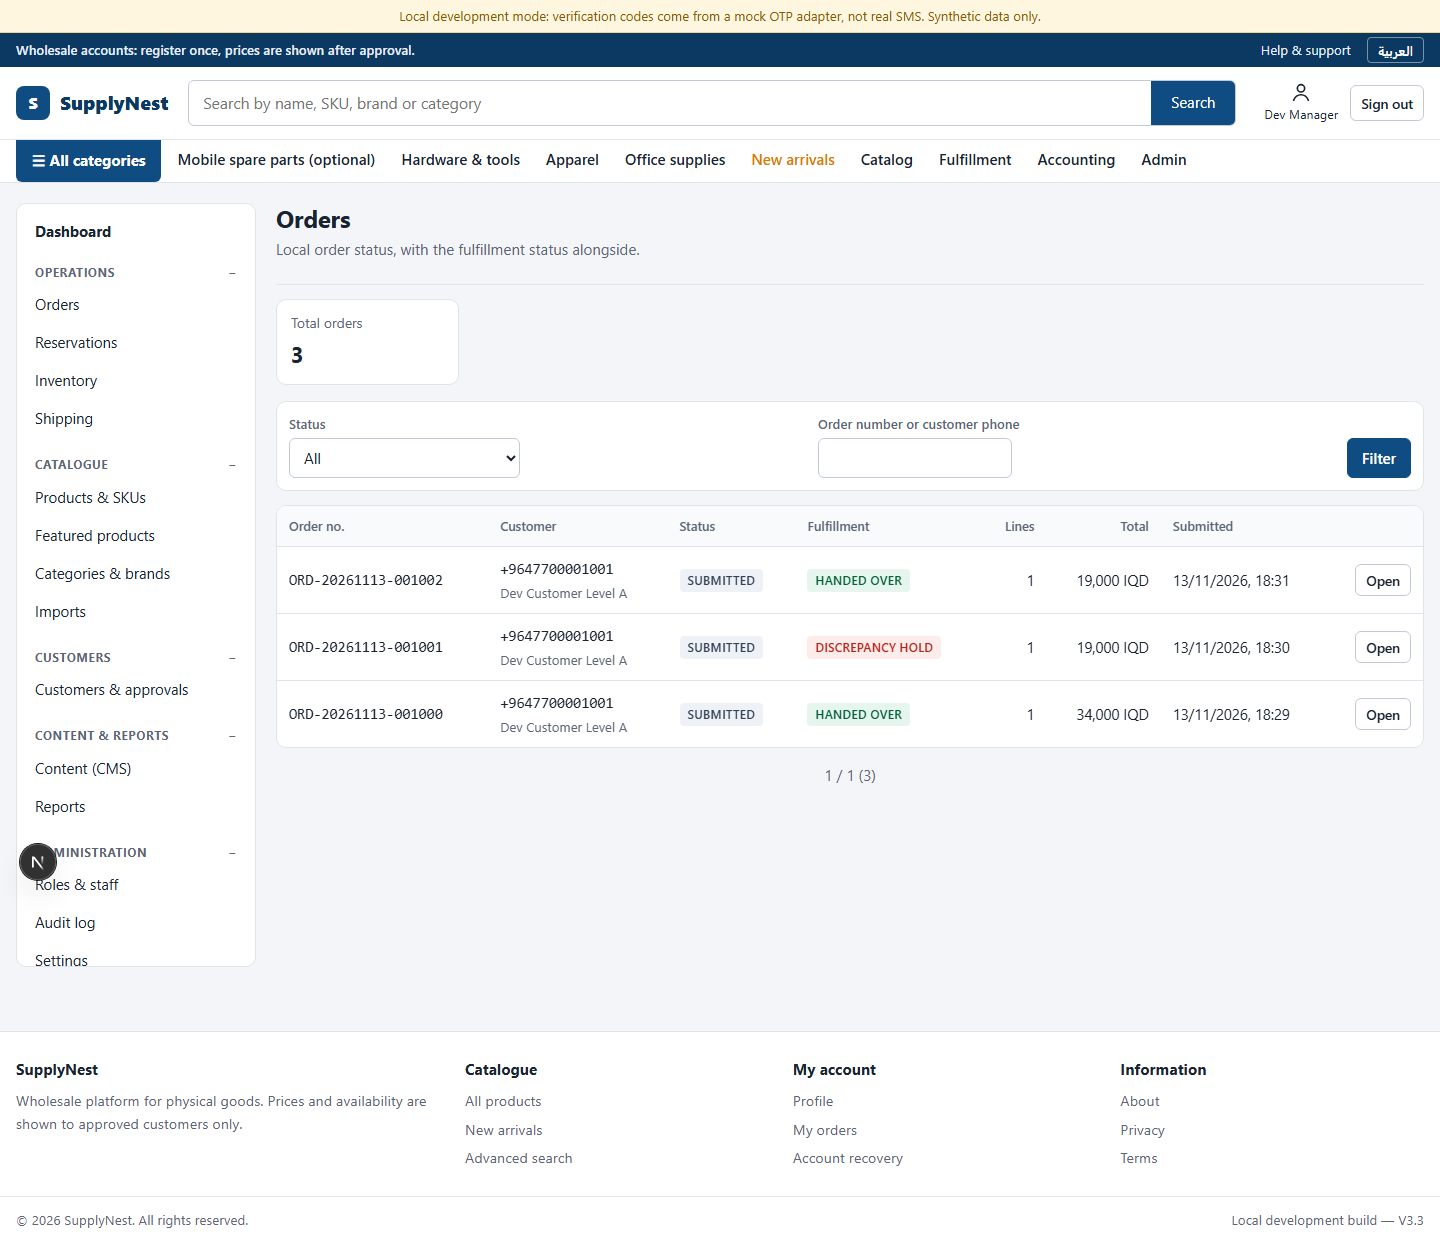 Local development mode: verification codes come from a mock OTP adapter, not real SMS. Synthetic data only.
Wholesale accounts: register once, prices are shown after approval.
Help & support
العربية
S
SupplyNest
Search by name, SKU, brand or category
Search
Dev Manager
Sign out
☰ All categories
Mobile spare parts (optional)
Hardware & tools
Apparel
Office supplies
New arrivals
Catalog
Fulfillment
Accounting
Admin
Dashboard
OPERATIONS –
Orders
Reservations
Inventory
Shipping
CATALOGUE –
Products & SKUs
Featured products
Categories & brands
Imports
CUSTOMERS –
Customers & approvals
CONTENT & REPORTS –
Content (CMS)
Reports
N
MINISTRATION –
Roles & staff
Audit log
Settings
Orders
Local order status, with the fulfillment status alongside.
Total orders
3
Status
All
Order number or customer phone
Filter
Order no. Customer Status Fulfillment Lines Total Submitted
ORD-20261113-001002 +9647700001001 SUBMITTED HANDED OVER 1 19,000 IQD 13/11/2026, 18:31 Open
Dev Customer Level A
ORD-20261113-001001 +9647700001001 SUBMITTED DISCREPANCY HOLD 1 19,000 IQD 13/11/2026, 18:30 Open
Dev Customer Level A
ORD-20261113-001000 +9647700001001 SUBMITTED HANDED OVER 1 34,000 IQD 13/11/2026, 18:29 Open
Dev Customer Level A
1 / 1 (3)
SupplyNest
Wholesale platform for physical goods. Prices and availability are
shown to approved customers only.
Catalogue
All products
New arrivals
Advanced search
My account
Profile
My orders
Account recovery
Information
About
Privacy
Terms
© 2026 SupplyNest. All rights reserved.
Local development build — V3.3